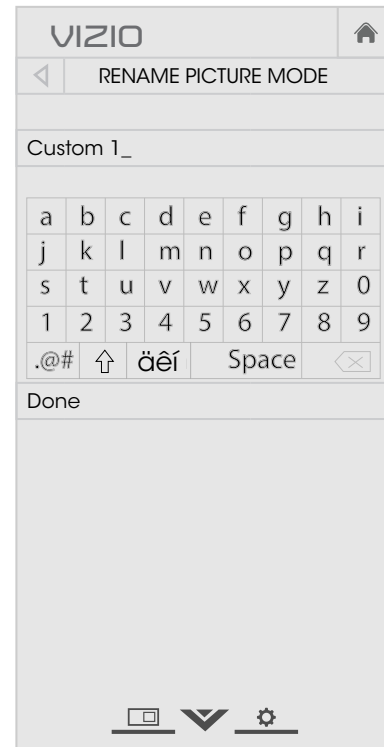 VIZIO
RENAME PICTURE MODE
Custom 1_
a b c d e f g h i
j k l m n o p q r
s t u v w x y z 0
1 2 3 4 5 6 7 8 9
.@# äêí Space
Done